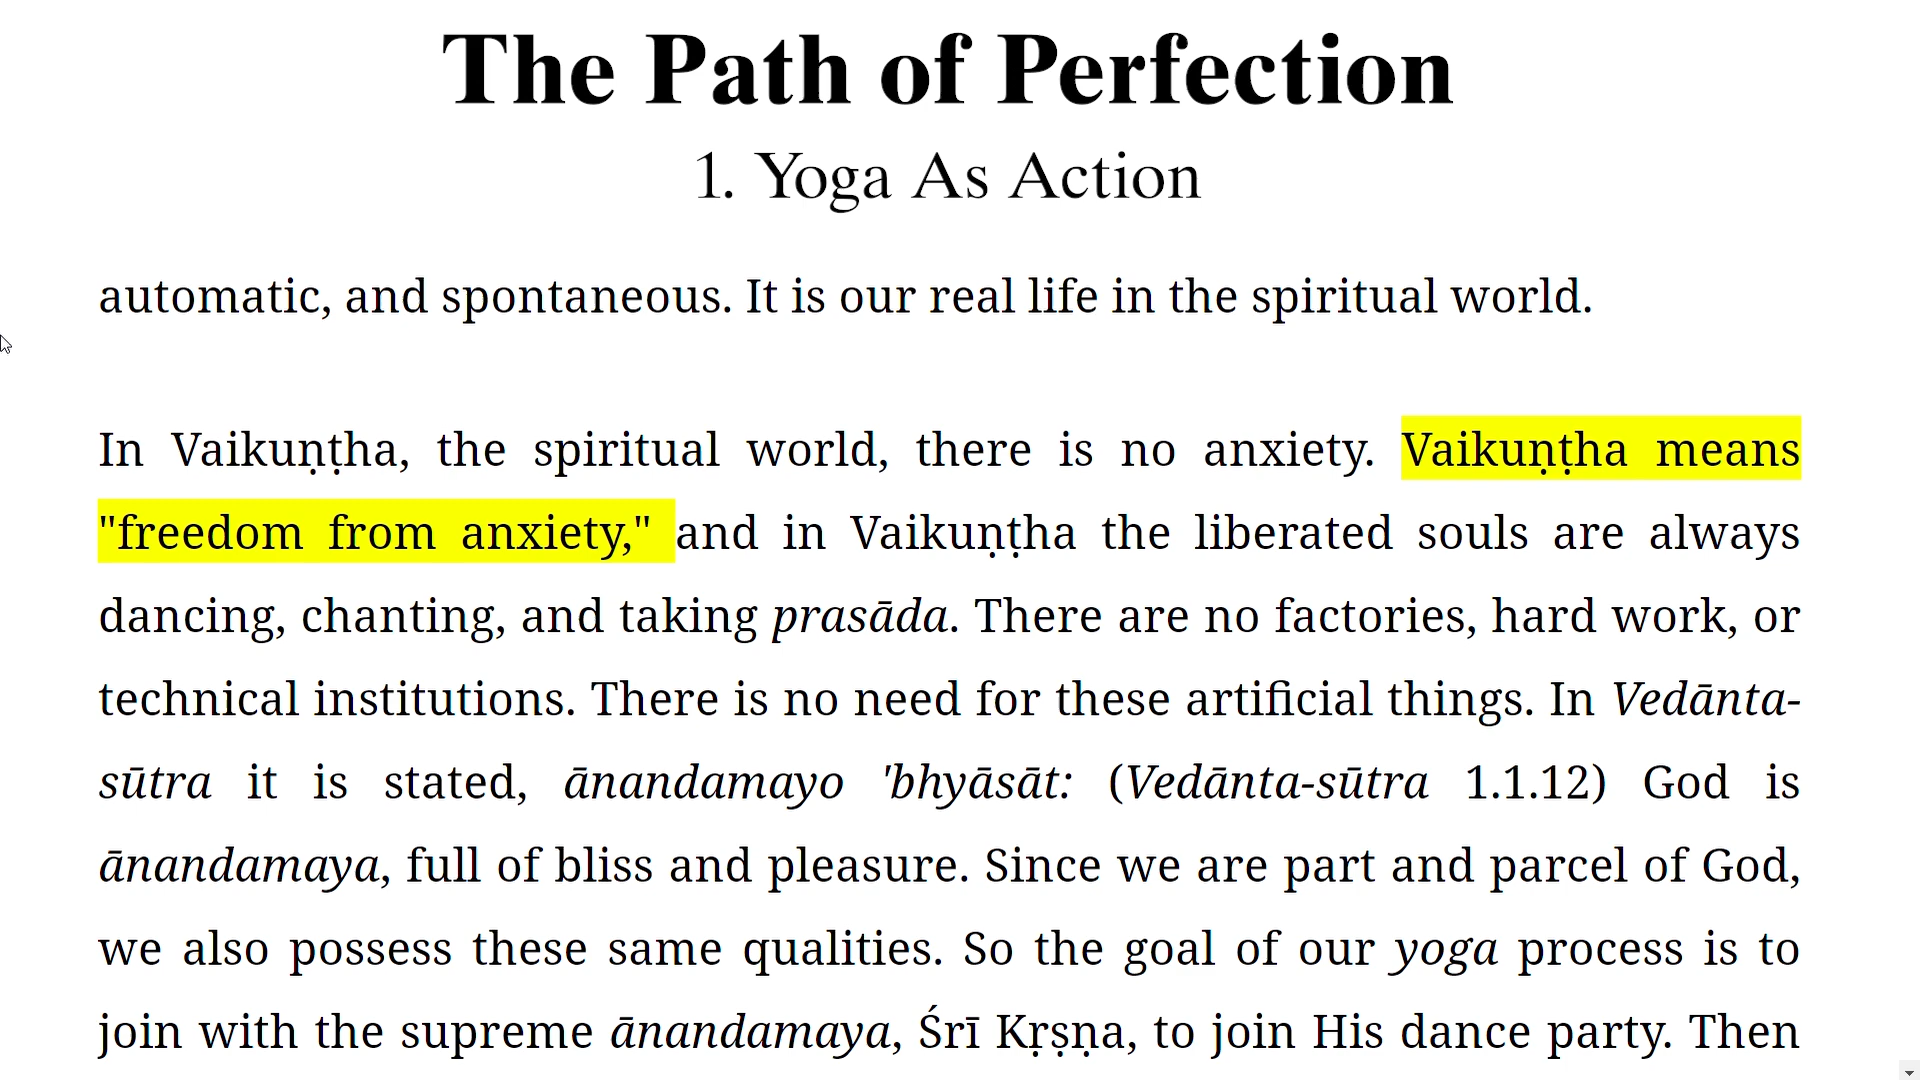 The Path of Perfection
1. Yoga As Action
automatic, and spontaneous. It is our real life in the spiritual world.
In Vaikuṇṭha, the spiritual world, there is no anxiety. Vaikuṇṭha means
"freedom from anxiety," and in Vaikuṇṭha the liberated souls are always
dancing, chanting, and taking prasāda. There are no factories, hard work, or
technical institutions. There is no need for these artificial things. In Vedānta-
sūtra it is stated, ānandamayo 'bhyāsāt: (Vedānta-sūtra 1.1.12) God is
ānandamaya, full of bliss and pleasure. Since we are part and parcel of God,
we also possess these same qualities. So the goal of our yoga process is to
join with the supreme ānandamaya, Śrī Kṛṣṇa, to join His dance party. Then